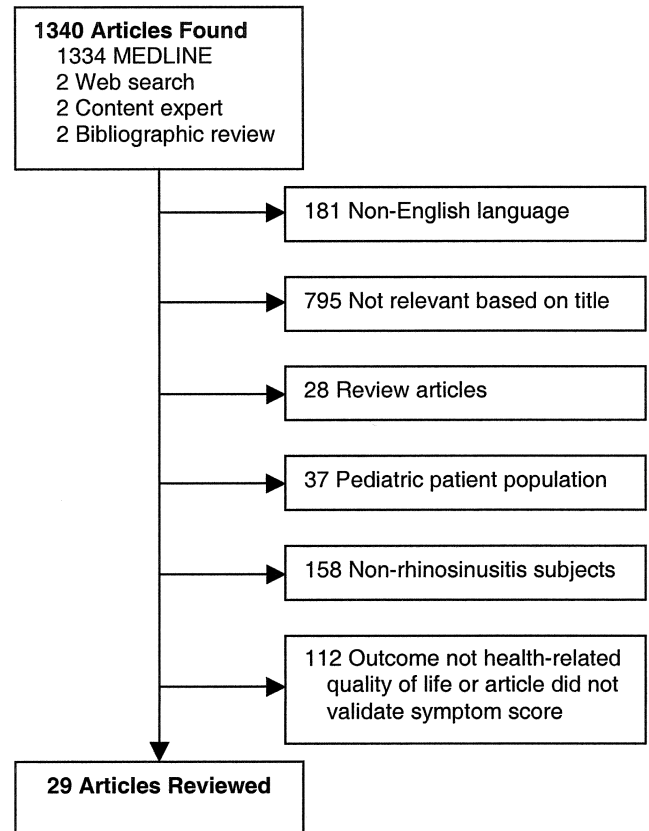 1340 Articles Found
1334 MEDLINE
2 Web search
2 Content expert
2 Bibliographic review
181 Non-English language
795 Not relevant based on title
28 Review articles
37 Pediatric patient population
158 Non-rhinosinusitis subjects
112 Outcome not health-related
quality of life or article did not
validate symptom score
29 Articles Reviewed